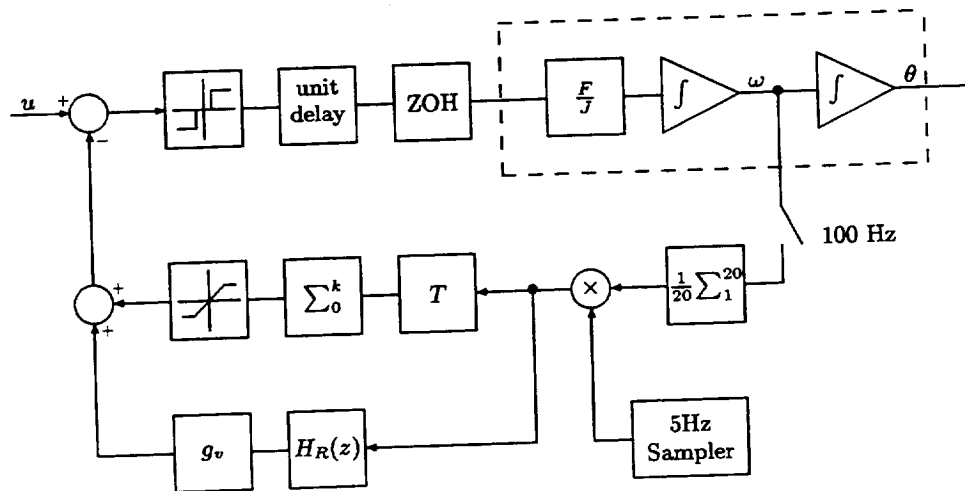 u
+
−
unit
delay
ZOH
F/J
∫
ω
∫
θ
100 Hz
1/20 ∑₁²⁰
×
T
∑₀ᵏ
+
+
5Hz
Sampler
H_R(z)
g_v